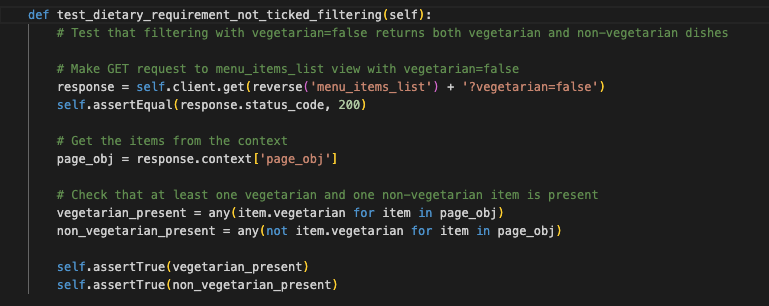 def test_dietary_requirement_not_ticked_filtering(self):
# Test that filtering with vegetarian=false returns both vegetarian and non-vegetarian dishes
# Make GET request to menu_items_list view with vegetarian=false
response = self.client.get(reverse('menu_items_list') + '?vegetarian=false')
self.assertEqual(response.status_code, 200)
# Get the items from the context
page_obj = response.context['page_obj']
# Check that at least one vegetarian and one non-vegetarian item is present
vegetarian_present = any(item.vegetarian for item in page_obj)
non_vegetarian_present = any(not item.vegetarian for item in page_obj)
self.assertTrue(vegetarian_present)
self.assertTrue(non_vegetarian_present)